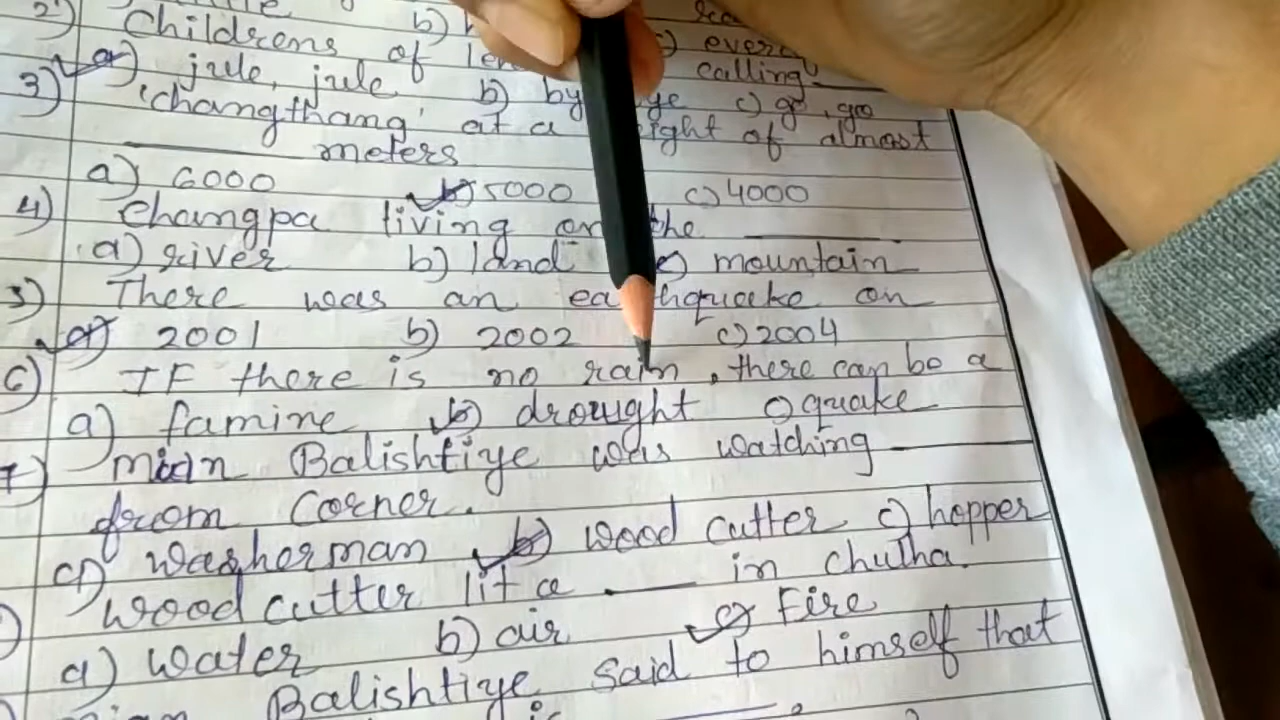 2)
Childrens of calling
a) jule, jule b) c) go, go
3) 'changthang' at a of almost
meters
a) 6000 b) 5000 c) 4000
4) Changpa living on the
a) river b) land c) mountain
5) There was an earthquake on
a) 2001 b) 2002 c) 2004
6) IF there is no rain, there can be a
a) famine b) drought c) quake
7) mian Balishtiye was watching
from Corner.
a) washerman b) wood cutter c) hopper
wood cutter lit a in chulha.
a) water b) air c) Fire
Balishtiye said to himself that
is